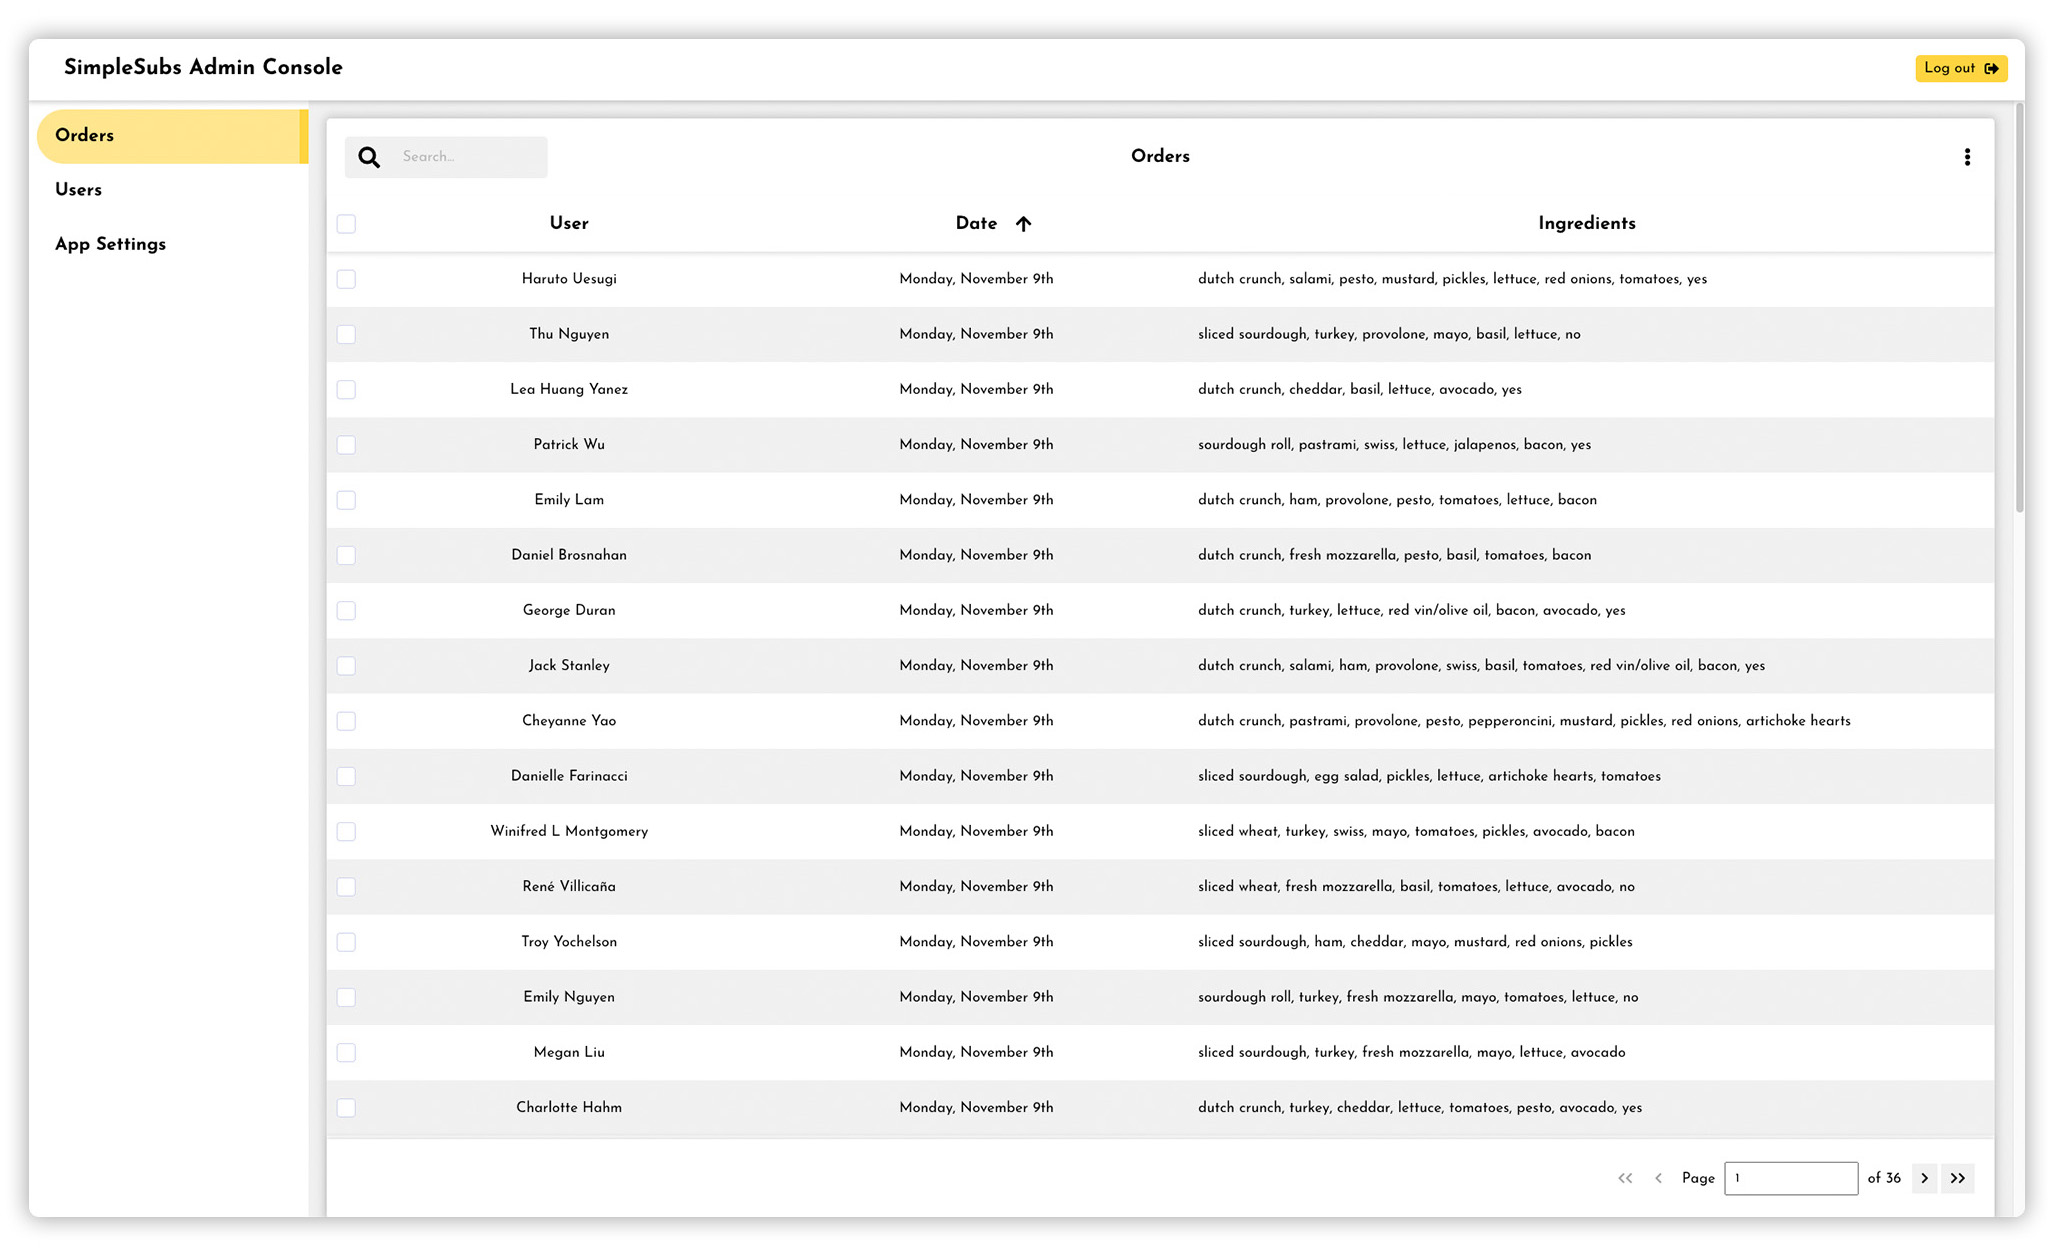 SimpleSubs Admin Console
Log out
Orders
Users
App Settings
Search...
Orders
User Date Ingredients
Haruto Uesugi Monday, November 9th dutch crunch, salami, pesto, mustard, pickles, lettuce, red onions, tomatoes, yes
Thu Nguyen Monday, November 9th sliced sourdough, turkey, provolone, mayo, basil, lettuce, no
Lea Huang Yanez Monday, November 9th dutch crunch, cheddar, basil, lettuce, avocado, yes
Patrick Wu Monday, November 9th sourdough roll, pastrami, swiss, lettuce, jalapenos, bacon, yes
Emily Lam Monday, November 9th dutch crunch, ham, provolone, pesto, tomatoes, lettuce, bacon
Daniel Brosnahan Monday, November 9th dutch crunch, fresh mozzarella, pesto, basil, tomatoes, bacon
George Duran Monday, November 9th dutch crunch, turkey, lettuce, red vin/olive oil, bacon, avocado, yes
Jack Stanley Monday, November 9th dutch crunch, salami, ham, provolone, swiss, basil, tomatoes, red vin/olive oil, bacon, yes
Cheyanne Yao Monday, November 9th dutch crunch, pastrami, provolone, pesto, pepperoncini, mustard, pickles, red onions, artichoke hearts
Danielle Farinacci Monday, November 9th sliced sourdough, egg salad, pickles, lettuce, artichoke hearts, tomatoes
Winifred L Montgomery Monday, November 9th sliced wheat, turkey, swiss, mayo, tomatoes, pickles, avocado, bacon
René Villicaña Monday, November 9th sliced wheat, fresh mozzarella, basil, tomatoes, lettuce, avocado, no
Troy Yochelson Monday, November 9th sliced sourdough, ham, cheddar, mayo, mustard, red onions, pickles
Emily Nguyen Monday, November 9th sourdough roll, turkey, fresh mozzarella, mayo, tomatoes, lettuce, no
Megan Liu Monday, November 9th sliced sourdough, turkey, fresh mozzarella, mayo, lettuce, avocado
Charlotte Hahm Monday, November 9th dutch crunch, turkey, cheddar, lettuce, tomatoes, pesto, avocado, yes
Page 1 of 36